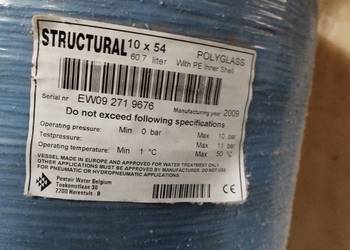 STRUCTURAL 10 x 54 POLYGLASS
60,7 liter With PE Inner Shell
Serial nr EW09 271 9676 Manufacturing year: 2009
Do not exceed following specifications
Operating pressure: Min 0 bar Max 10 bar
Testpressure: Max 11 bar
Operating temperature: Min 1 °C Max 50 °C
VESSEL MADE IN EUROPE AND APPROVED FOR WATER TREATMENT ONLY.
OTHER APPLICATIONS MUST BE APPROVED BY MANUFACTURER. DO NOT USE
FOR PNEUMATIC OR HYDROPNEUMATIC APPLICATIONS.
Pentair Water Belgium
Toekomstlaan 30
2200 Herentals B
CE